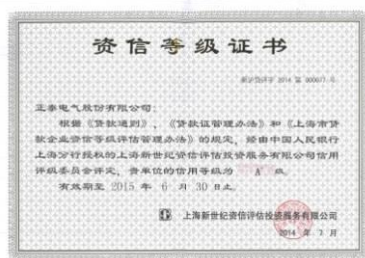 资信等级证书
正泰电气股份有限公司:
根据《贷款通则》、《贷款证管理办法》和《上海市贷
款企业资信等级评估管理办法》的规定,经由中国人民银行
上海分行授权的上海新世纪资信评估投资服务有限公司信用
评级委员会评定,贵单位的信用等级为 A 级。
有效期至 2015 年 6 月 30 日止。
上海新世纪资信评估投资服务有限公司
2014 年 7 月